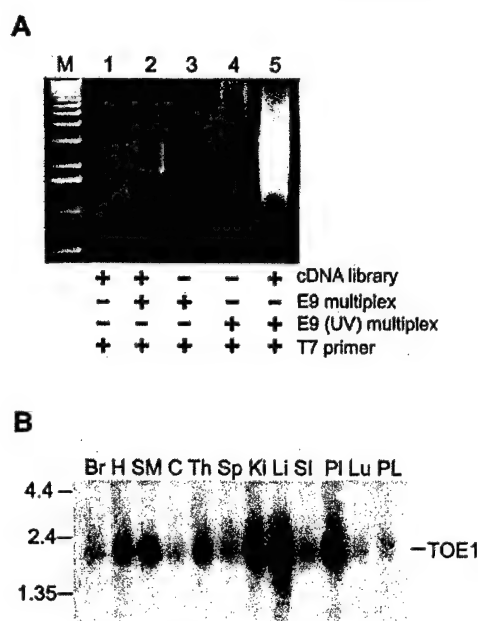 A
M 1 2 3 4 5
+ + − − + cDNA library
− + + − − E9 multiplex
− − − + + E9 (UV) multiplex
+ + + + + T7 primer
B
Br H SM C Th Sp Ki Li SI Pl Lu PL
4.4–
2.4– –TOE1
1.35–